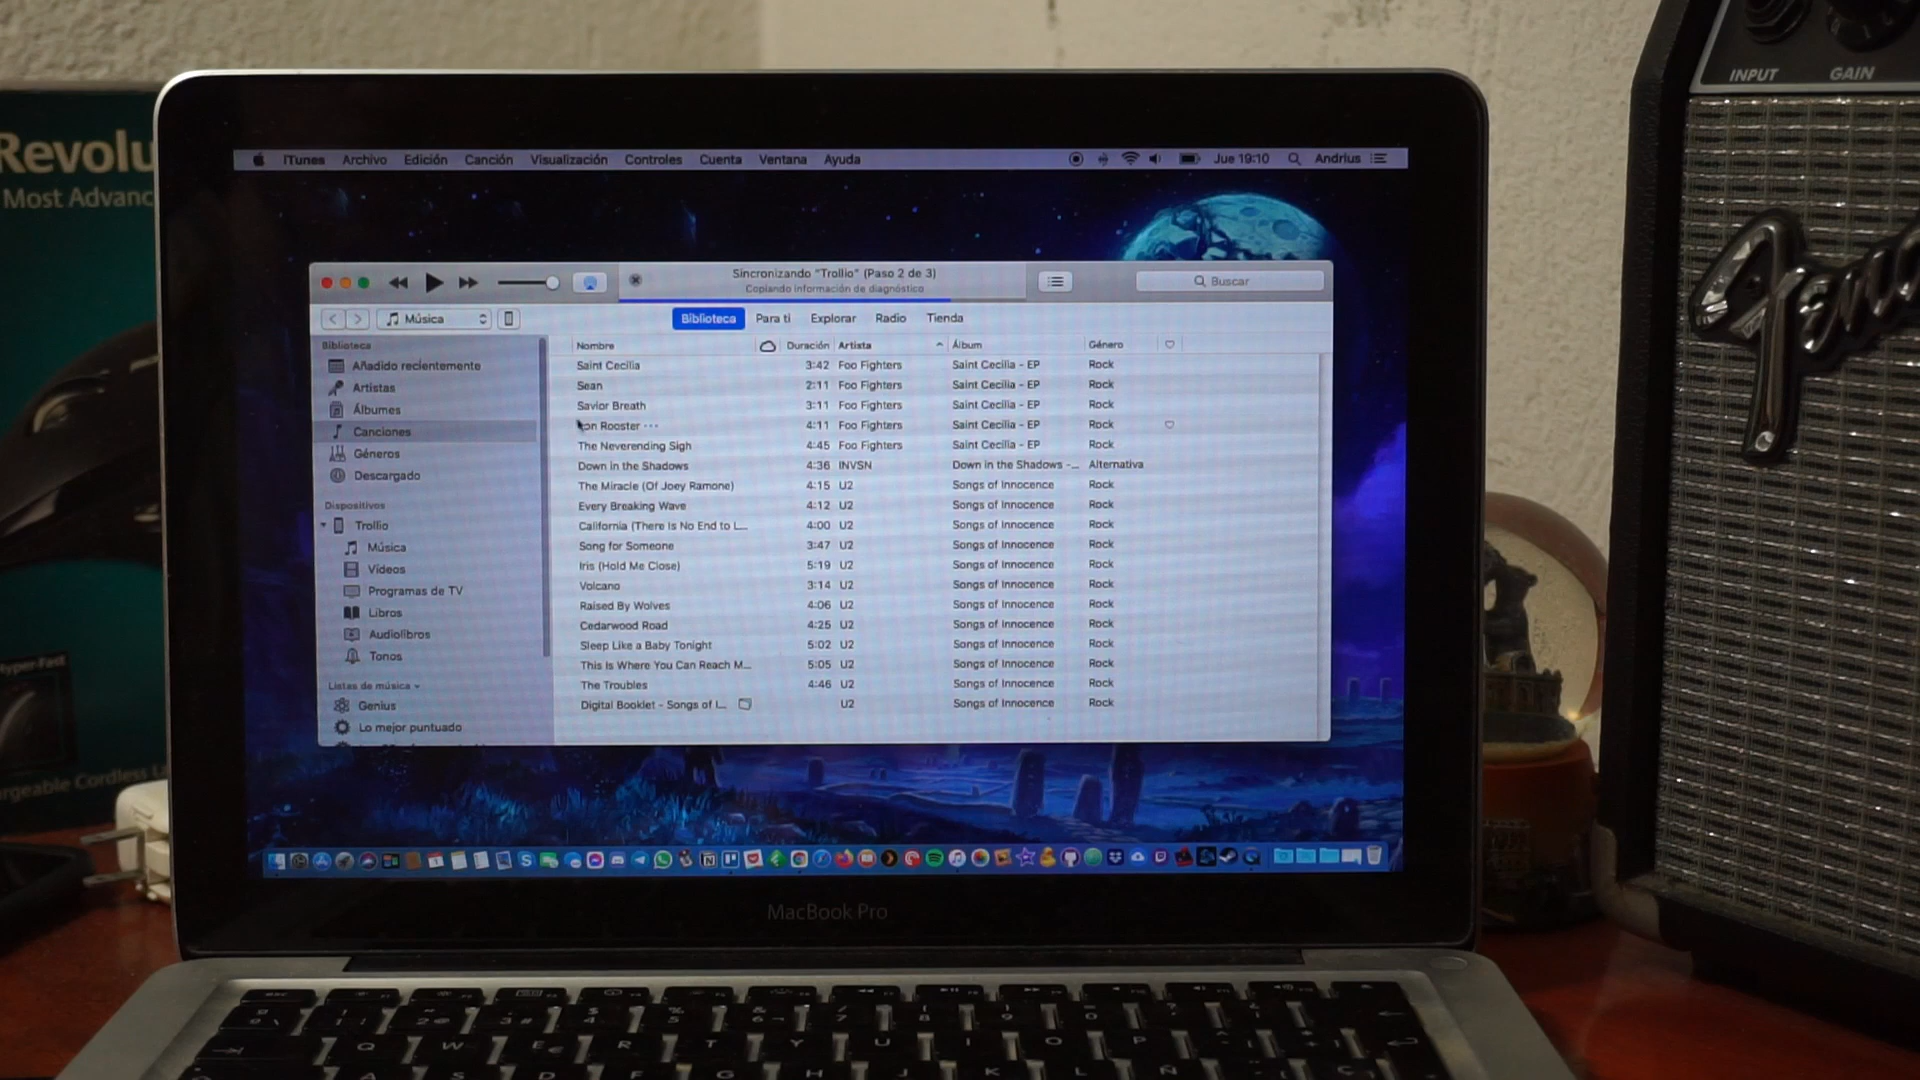 Revolu
Most Advanc
Hyper-Fast
rgeable Cordless La
iTunes Archivo Edición Canción Visualización Controles Cuenta Ventana Ayuda Jue 19:10 Andrius
Sincronizando "Trollio" (Paso 2 de 3)
Copiando información de diagnóstico
Buscar
Música Biblioteca Para ti Explorar Radio Tienda
Biblioteca
Añadido recientemente
Artistas
Álbumes
Canciones
Géneros
Descargado
Dispositivos
Trollio
Música
Vídeos
Programas de TV
Libros
Audiolibros
Tonos
Listas de música
Genius
Lo mejor puntuado
Nombre Duración Artista Álbum Género
Saint Cecilia 3:42 Foo Fighters Saint Cecilia - EP Rock
Sean 2:11 Foo Fighters Saint Cecilia - EP Rock
Savior Breath 3:11 Foo Fighters Saint Cecilia - EP Rock
on Rooster ··· 4:11 Foo Fighters Saint Cecilia - EP Rock
The Neverending Sigh 4:45 Foo Fighters Saint Cecilia - EP Rock
Down in the Shadows 4:36 INVSN Down in the Shadows -... Alternativa
The Miracle (Of Joey Ramone) 4:15 U2 Songs of Innocence Rock
Every Breaking Wave 4:12 U2 Songs of Innocence Rock
California (There Is No End to L... 4:00 U2 Songs of Innocence Rock
Song for Someone 3:47 U2 Songs of Innocence Rock
Iris (Hold Me Close) 5:19 U2 Songs of Innocence Rock
Volcano 3:14 U2 Songs of Innocence Rock
Raised By Wolves 4:06 U2 Songs of Innocence Rock
Cedarwood Road 4:25 U2 Songs of Innocence Rock
Sleep Like a Baby Tonight 5:02 U2 Songs of Innocence Rock
This Is Where You Can Reach M... 5:05 U2 Songs of Innocence Rock
The Troubles 4:46 U2 Songs of Innocence Rock
Digital Booklet - Songs of I... U2 Songs of Innocence Rock
MacBook Pro
INPUT GAIN
Fend
Q W E R T Y U I O P
A S D F G H J K L Ñ